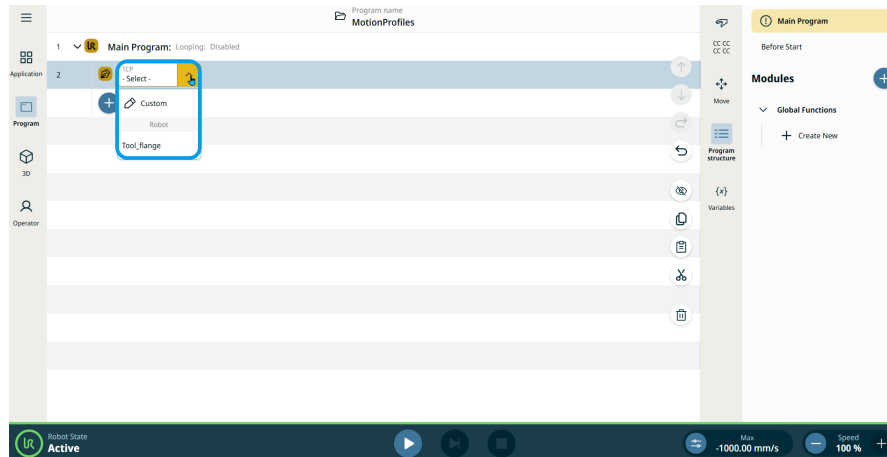 Program name
MotionProfiles
Main Program
1 Main Program: Looping: Disabled
CC CC
CC CC
Before Start
Application
2
TCP
- Select -
Modules
Custom
Move
Robot
Global Functions
Program
Tool_flange
Create New
Program
structure
3D
{x}
Variables
Operator
Robot State
Active
Max
-1000.00 mm/s
Speed
100 %